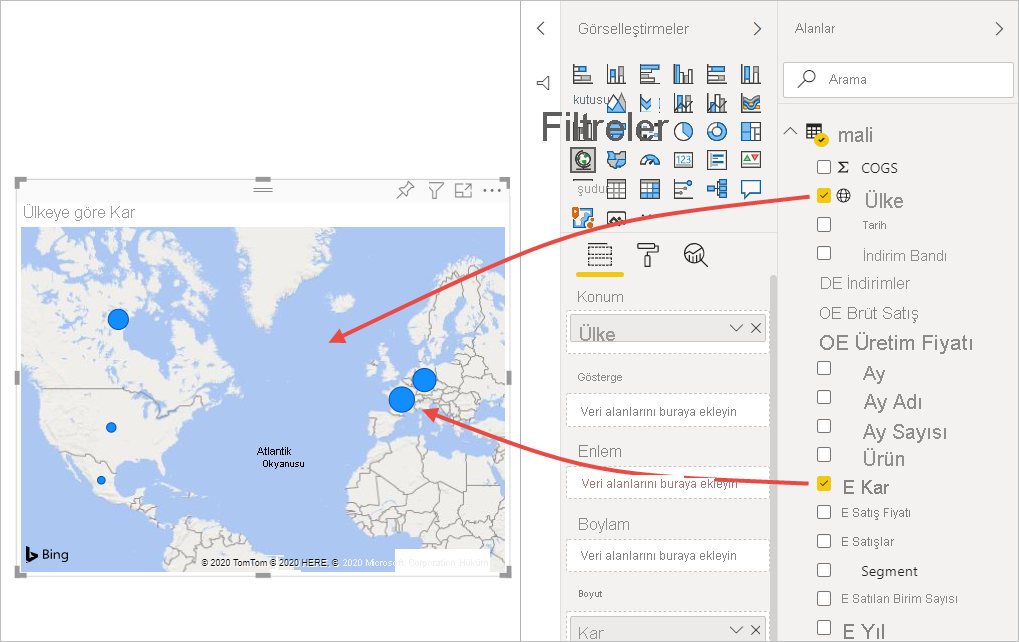 Ülkeye göre Kar
Atlantik
Okyanusu
Bing
© 2020 TomTom © 2020 HERE, © 2020 Microsoft Corporation Hüküm
Görselleştirmeler
kutusu
Filtreler
123
Konum
Ülke
Gösterge
Veri alanlarını buraya ekleyin
Enlem
Veri alanlarını buraya ekleyin
Boylam
Veri alanlarını buraya ekleyin
Boyut
Kar
Alanlar
Arama
mali
Σ COGS
Ülke
Tarih
İndirim Bandı
DE İndirimler
OE Brüt Satış
OE Üretim Fiyatı
Ay
Ay Adı
Ay Sayısı
Ürün
E Kar
E Satış Fiyatı
E Satışlar
Segment
E Satılan Birim Sayısı
E Yıl